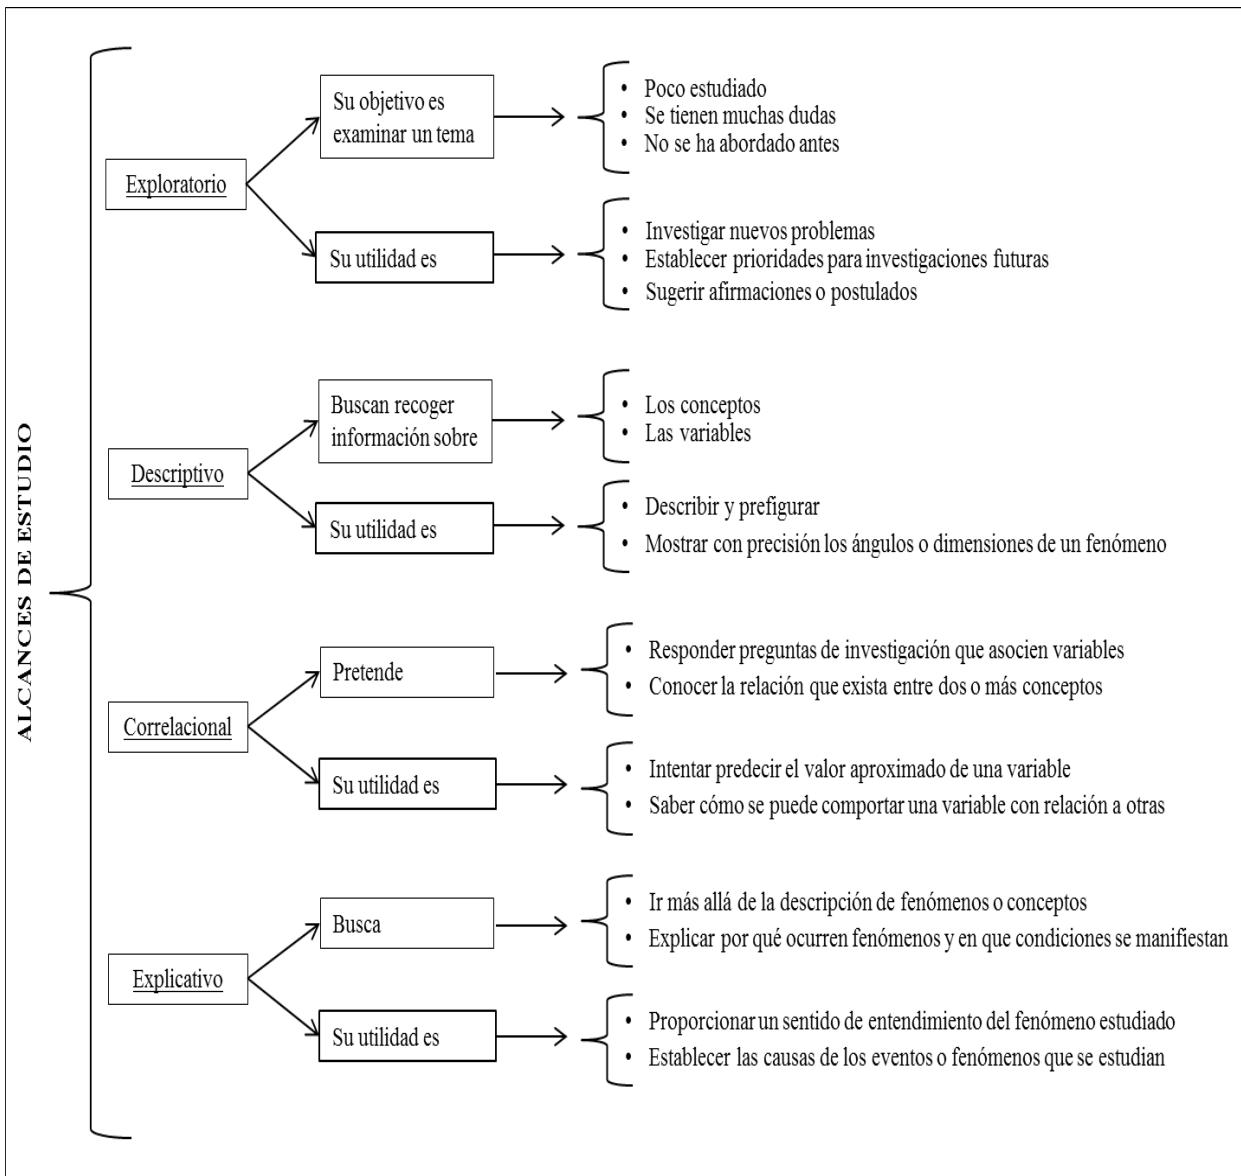 ALCANCES DE ESTUDIO
Exploratorio
Su objetivo es
examinar un tema
• Poco estudiado
• Se tienen muchas dudas
• No se ha abordado antes
Su utilidad es
• Investigar nuevos problemas
• Establecer prioridades para investigaciones futuras
• Sugerir afirmaciones o postulados
Descriptivo
Buscan recoger
información sobre
• Los conceptos
• Las variables
Su utilidad es
• Describir y prefigurar
• Mostrar con precisión los ángulos o dimensiones de un fenómeno
Correlacional
Pretende
• Responder preguntas de investigación que asocien variables
• Conocer la relación que exista entre dos o más conceptos
Su utilidad es
• Intentar predecir el valor aproximado de una variable
• Saber cómo se puede comportar una variable con relación a otras
Explicativo
Busca
• Ir más allá de la descripción de fenómenos o conceptos
• Explicar por qué ocurren fenómenos y en que condiciones se manifiestan
Su utilidad es
• Proporcionar un sentido de entendimiento del fenómeno estudiado
• Establecer las causas de los eventos o fenómenos que se estudian